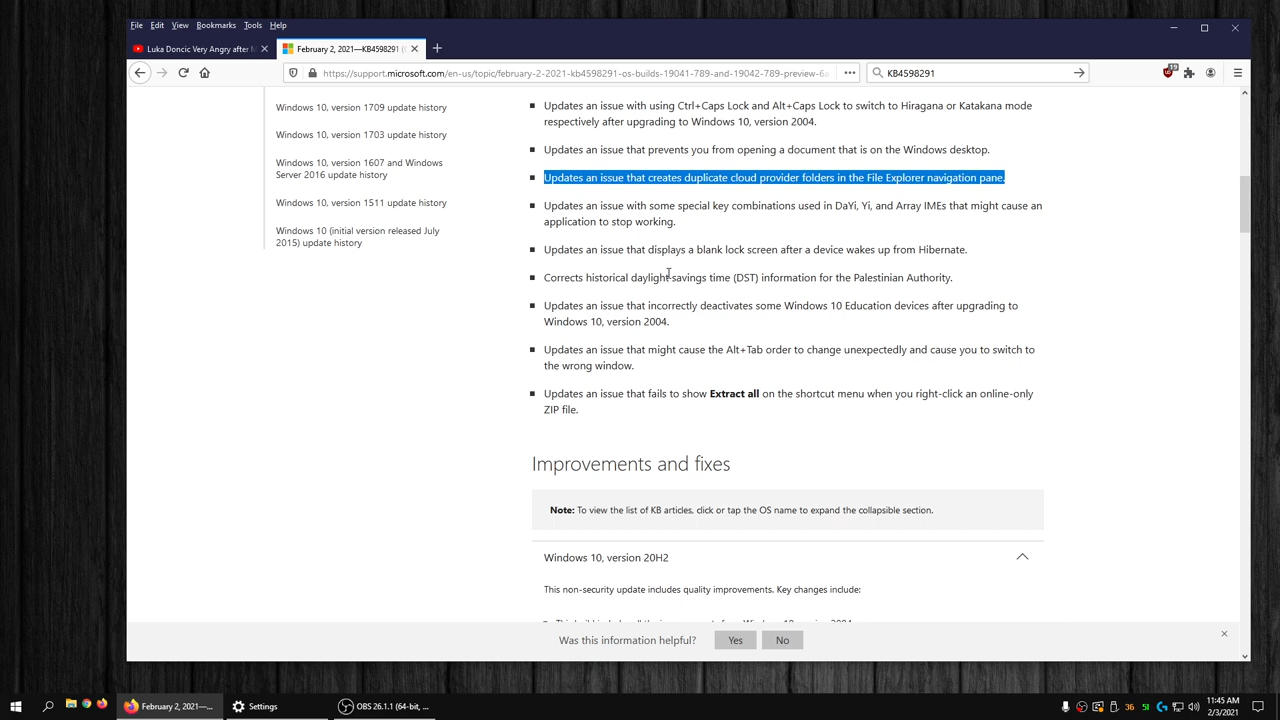 File Edit View Bookmarks Tools Help
Luka Doncic Very Angry after M
February 2, 2021—KB4598291 (
https://support.microsoft.com/en-us/topic/february-2-2021-kb4598291-os-builds-19041-789-and-19042-789-preview-6a
KB4598291
19
Windows 10, version 1709 update history
Windows 10, version 1703 update history
Windows 10, version 1607 and Windows
Server 2016 update history
Windows 10, version 1511 update history
Windows 10 (initial version released July
2015) update history
Updates an issue with using Ctrl+Caps Lock and Alt+Caps Lock to switch to Hiragana or Katakana mode
respectively after upgrading to Windows 10, version 2004.
Updates an issue that prevents you from opening a document that is on the Windows desktop.
Updates an issue that creates duplicate cloud provider folders in the File Explorer navigation pane.
Updates an issue with some special key combinations used in DaYi, Yi, and Array IMEs that might cause an
application to stop working.
Updates an issue that displays a blank lock screen after a device wakes up from Hibernate.
Corrects historical daylight savings time (DST) information for the Palestinian Authority.
Updates an issue that incorrectly deactivates some Windows 10 Education devices after upgrading to
Windows 10, version 2004.
Updates an issue that might cause the Alt+Tab order to change unexpectedly and cause you to switch to
the wrong window.
Updates an issue that fails to show Extract all on the shortcut menu when you right-click an online-only
ZIP file.
Improvements and fixes
Note: To view the list of KB articles, click or tap the OS name to expand the collapsible section.
Windows 10, version 20H2
This non-security update includes quality improvements. Key changes include:
Was this information helpful? Yes No
February 2, 2021—...
Settings
OBS 26.1.1 (64-bit, ...
36
51
11:45 AM
2/3/2021